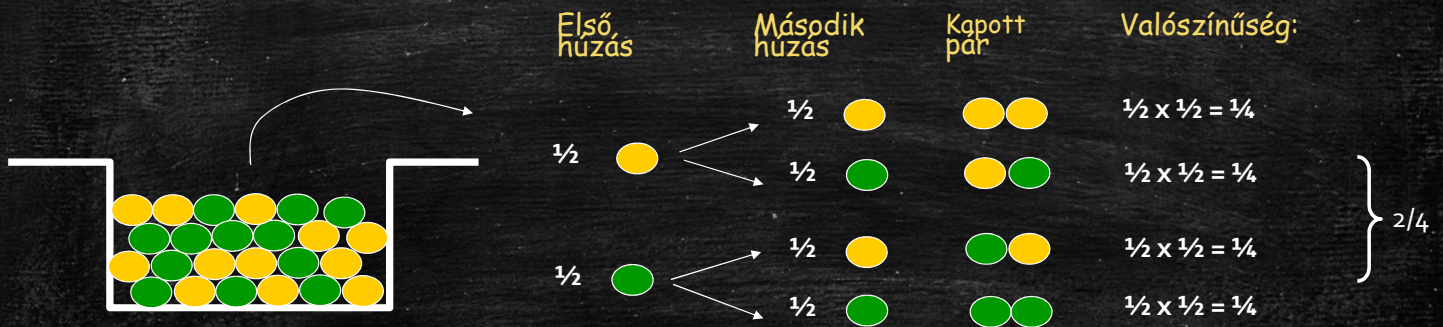 Első
húzás
Második
húzás
Kapott
pár
Valószínűség:
½
½ x ½ = ¼
½
½
½ x ½ = ¼
2/4
½
½ x ½ = ¼
½
½
½ x ½ = ¼